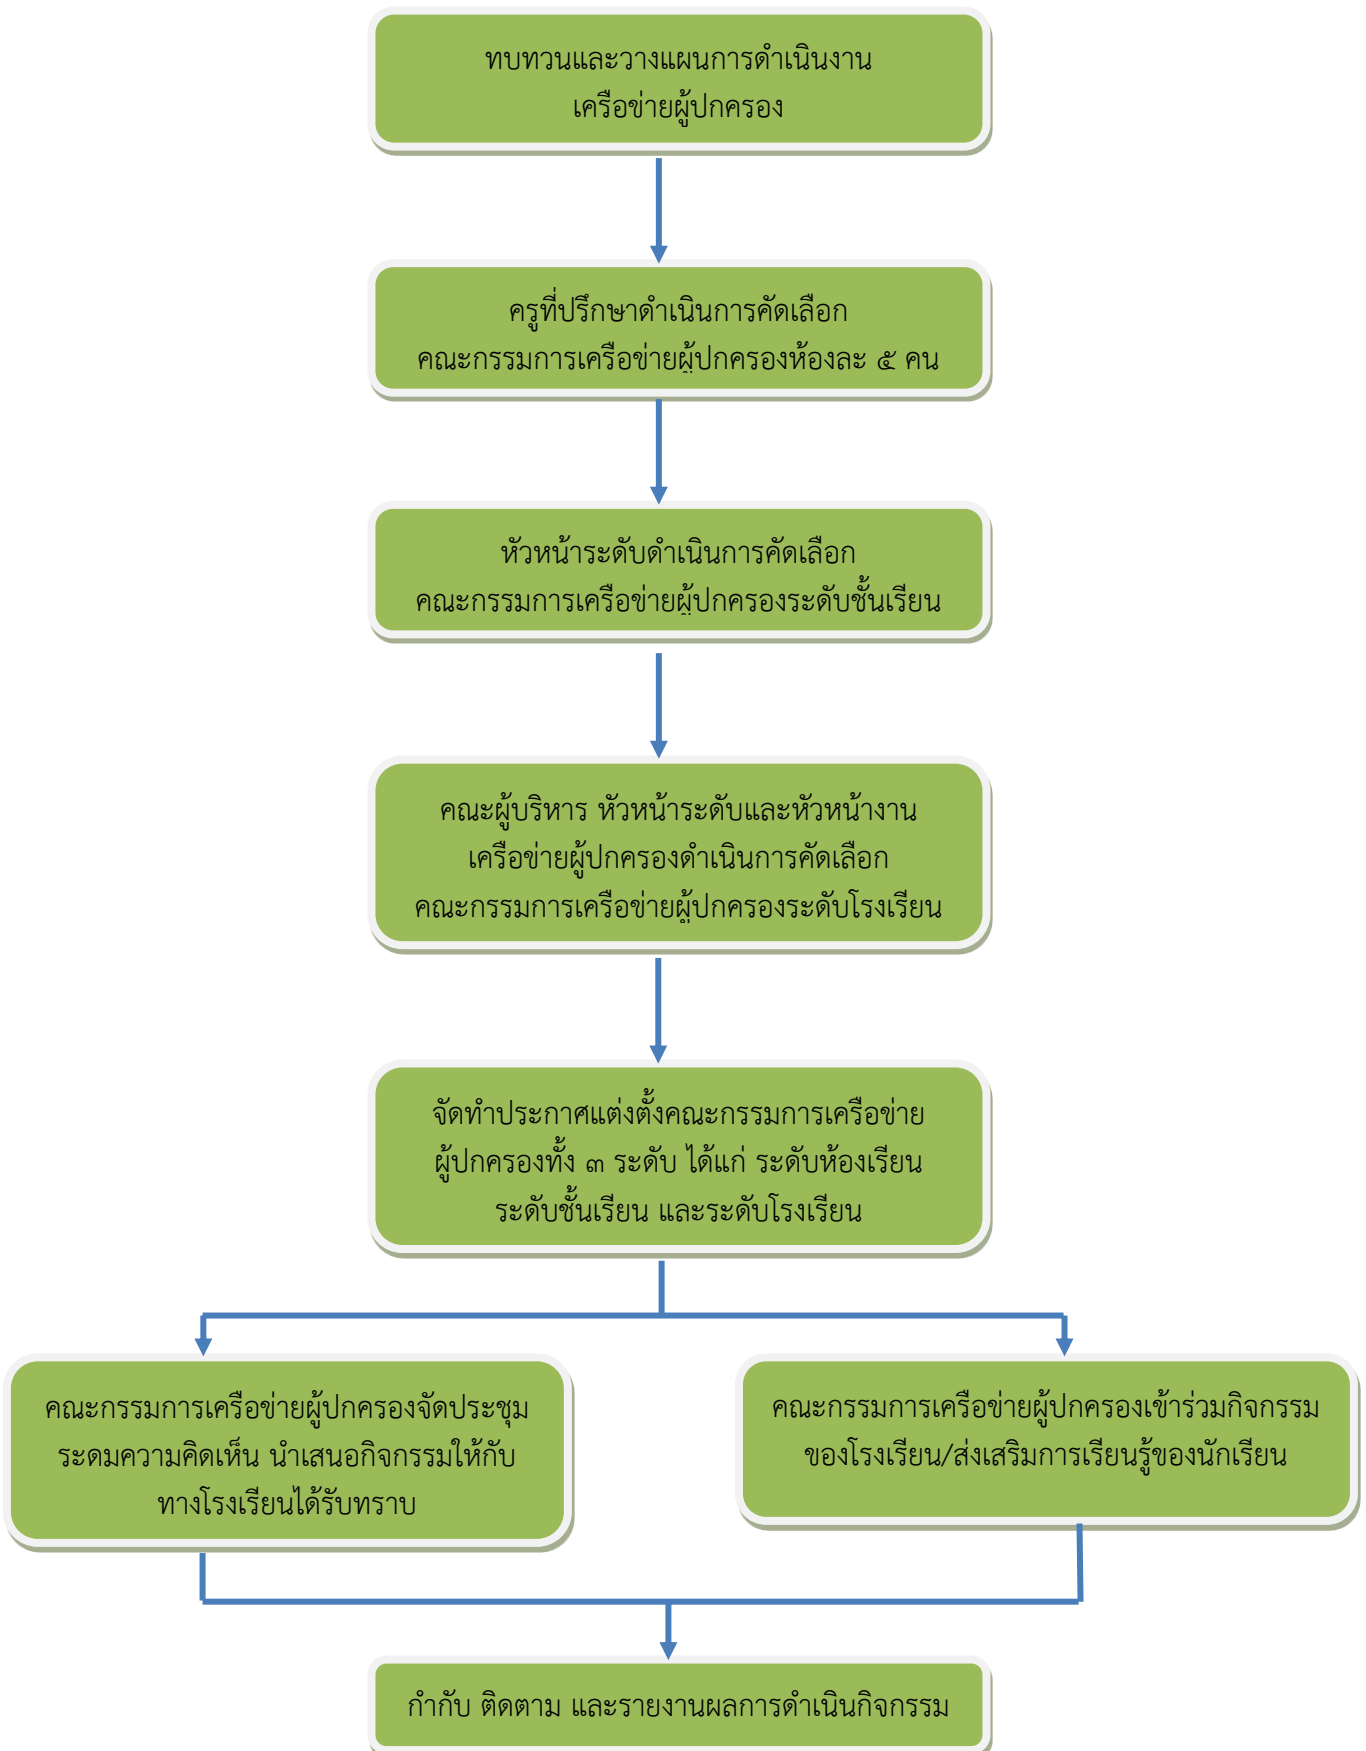 ทบทวนและวางแผนการดำเนินงาน
เครือข่ายผู้ปกครอง
ครูที่ปรึกษาดำเนินการคัดเลือก
คณะกรรมการเครือข่ายผู้ปกครองห้องละ ๕ คน
หัวหน้าระดับดำเนินการคัดเลือก
คณะกรรมการเครือข่ายผู้ปกครองระดับชั้นเรียน
คณะผู้บริหาร หัวหน้าระดับและหัวหน้างาน
เครือข่ายผู้ปกครองดำเนินการคัดเลือก
คณะกรรมการเครือข่ายผู้ปกครองระดับโรงเรียน
จัดทำประกาศแต่งตั้งคณะกรรมการเครือข่าย
ผู้ปกครองทั้ง ๓ ระดับ ได้แก่ ระดับห้องเรียน
ระดับชั้นเรียน และระดับโรงเรียน
คณะกรรมการเครือข่ายผู้ปกครองจัดประชุม
ระดมความคิดเห็น นำเสนอกิจกรรมให้กับ
ทางโรงเรียนได้รับทราบ
คณะกรรมการเครือข่ายผู้ปกครองเข้าร่วมกิจกรรม
ของโรงเรียน/ส่งเสริมการเรียนรู้ของนักเรียน
กำกับ ติดตาม และรายงานผลการดำเนินกิจกรรม